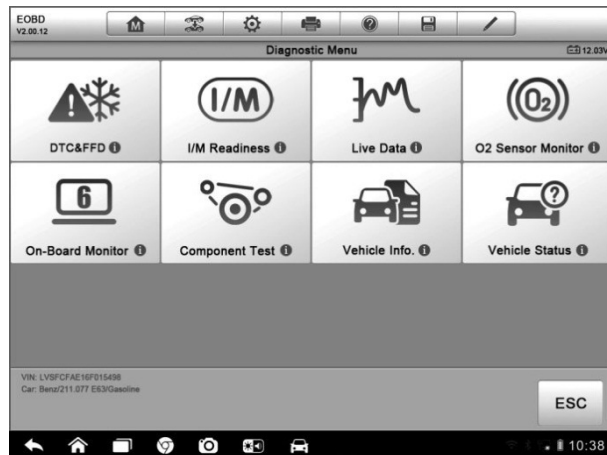 EOBD
V2.00.12
M
Diagnostic Menu
12.03V
DTC&FFD i
I/M
I/M Readiness i
Live Data i
O2
O2 Sensor Monitor i
6
On-Board Monitor i
Component Test i
Vehicle Info. i
?
Vehicle Status i
VIN: LVSFCFAE16F015498
Car: Benz/211.077 E63/Gasoline
ESC
10:38